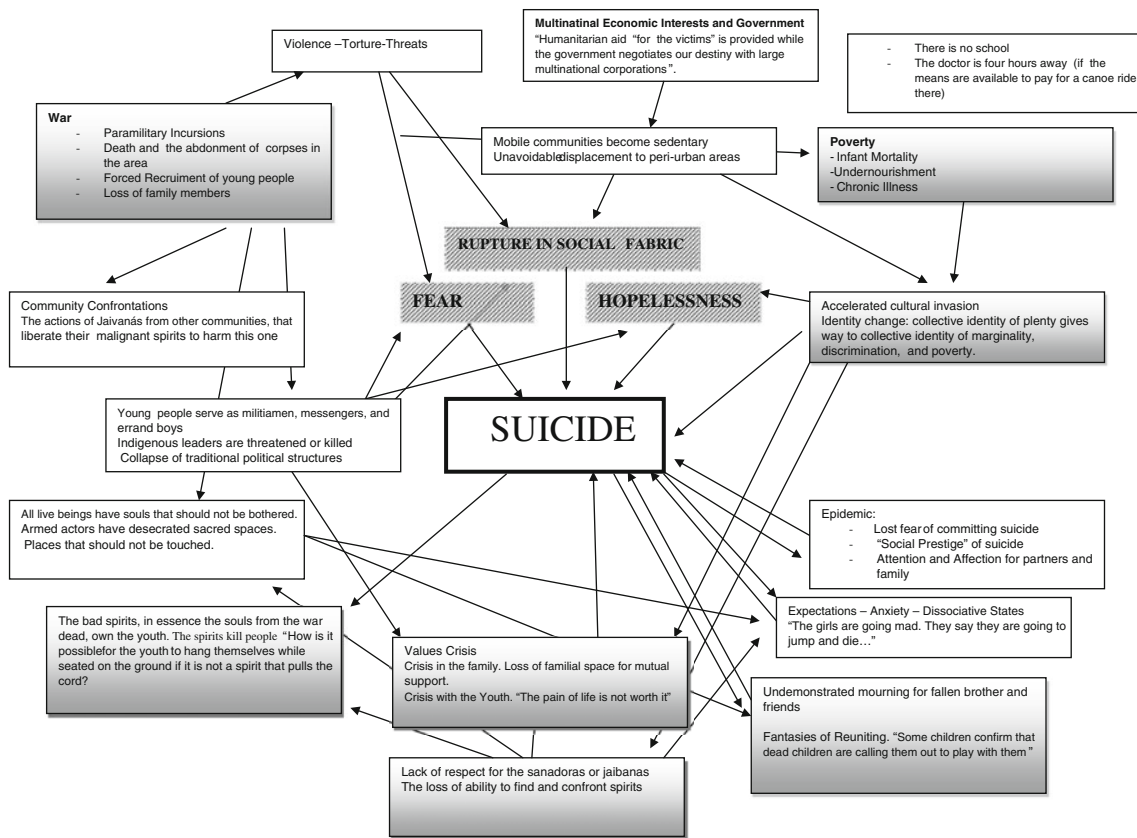 Multinatinal Economic Interests and Government
“Humanitarian aid “for the victims” is provided while
the government negotiates our destiny with large
multinational corporations”.
Violence –Torture-Threats
- There is no school
- The doctor is four hours away (if the
means are available to pay for a canoe ride
there)
War
- Paramilitary Incursions
- Death and the abdonment of corpses in
the area
- Forced Recruitment of young people
- Loss of family members
Mobile communities become sedentary
Unavoidable displacement to peri-urban areas
Poverty
- Infant Mortality
-Undernourishment
- Chronic Illness
RUPTURE IN SOCIAL FABRIC
FEAR
HOPELESSNESS
Community Confrontations
The actions of Jaivanás from other communities, that
liberate their malignant spirits to harm this one
Accelerated cultural invasion
Identity change: collective identity of plenty gives
way to collective identity of marginality,
discrimination, and poverty.
Young people serve as militiamen, messengers, and
errand boys
Indigenous leaders are threatened or killed
Collapse of traditional political structures
SUICIDE
All live beings have souls that should not be bothered.
Armed actors have desecrated sacred spaces.
Places that should not be touched.
Epidemic:
- Lost fear of committing suicide
- “Social Prestige” of suicide
- Attention and Affection for partners and
family
The bad spirits, in essence the souls from the war
dead, own the youth. The spirits kill people “How is it
possiblefor the youth to hang themselves while
seated on the ground if it is not a spirit that pulls the
cord?
Expectations – Anxiety – Dissociative States
“The girls are going mad. They say they are going to
jump and die…”
Values Crisis
Crisis in the family. Loss of familial space for mutual
support.
Crisis with the Youth. “The pain of life is not worth it”
Undemonstrated mourning for fallen brother and
friends
Fantasies of Reuniting. “Some children confirm that
dead children are calling them out to play with them ”
Lack of respect for the sanadoras or jaibanas
The loss of ability to find and confront spirits